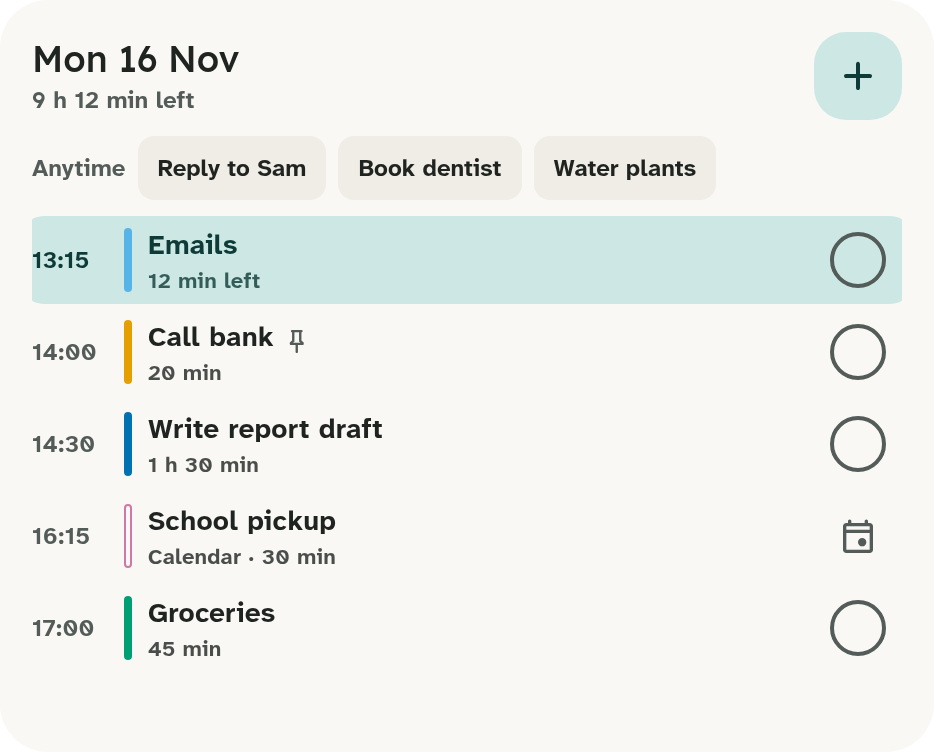 Mon 16 Nov
9 h 12 min left
Anytime Reply to Sam Book dentist Water plants
13:15 Emails
12 min left
14:00 Call bank
20 min
14:30 Write report draft
1 h 30 min
16:15 School pickup
Calendar · 30 min
17:00 Groceries
45 min